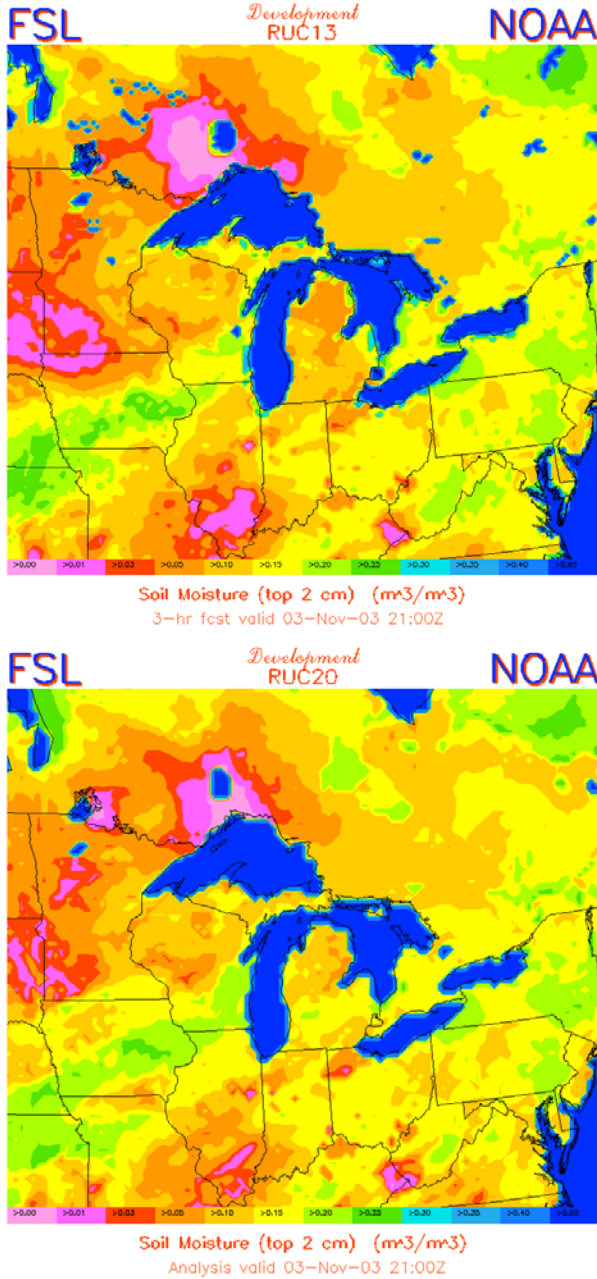 FSL Development NOAA
RUC13
>0.00 >0.01 >0.03 >0.05 >0.10 >0.15 >0.20 >0.25 >0.30 >0.35 >0.40
Soil Moisture (top 2 cm) (m^3/m^3)
3-hr fcst valid 03-Nov-03 21:00Z
FSL Development NOAA
RUC20
>0.00 >0.01 >0.03 >0.05 >0.10 >0.15 >0.20 >0.25 >0.30 >0.35 >0.40
Soil Moisture (top 2 cm) (m^3/m^3)
Analysis valid 03-Nov-03 21:00Z